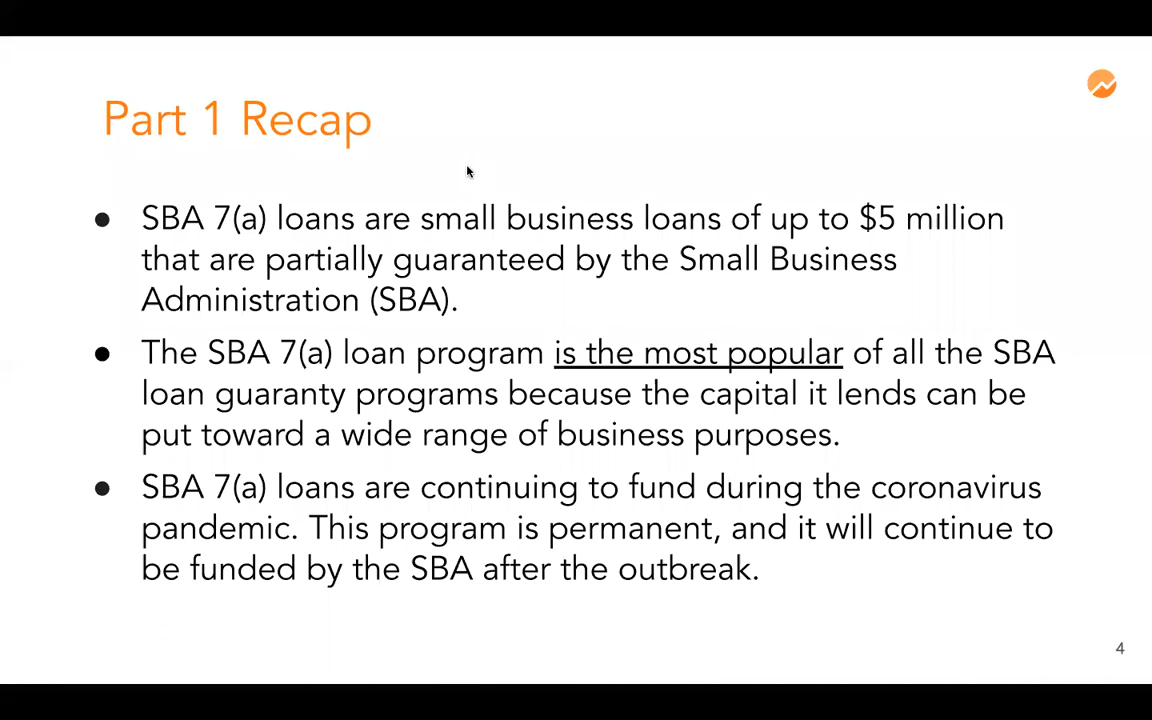 Part 1 Recap
● SBA 7(a) loans are small business loans of up to $5 million
that are partially guaranteed by the Small Business
Administration (SBA).
● The SBA 7(a) loan program is the most popular of all the SBA
loan guaranty programs because the capital it lends can be
put toward a wide range of business purposes.
● SBA 7(a) loans are continuing to fund during the coronavirus
pandemic. This program is permanent, and it will continue to
be funded by the SBA after the outbreak.
4